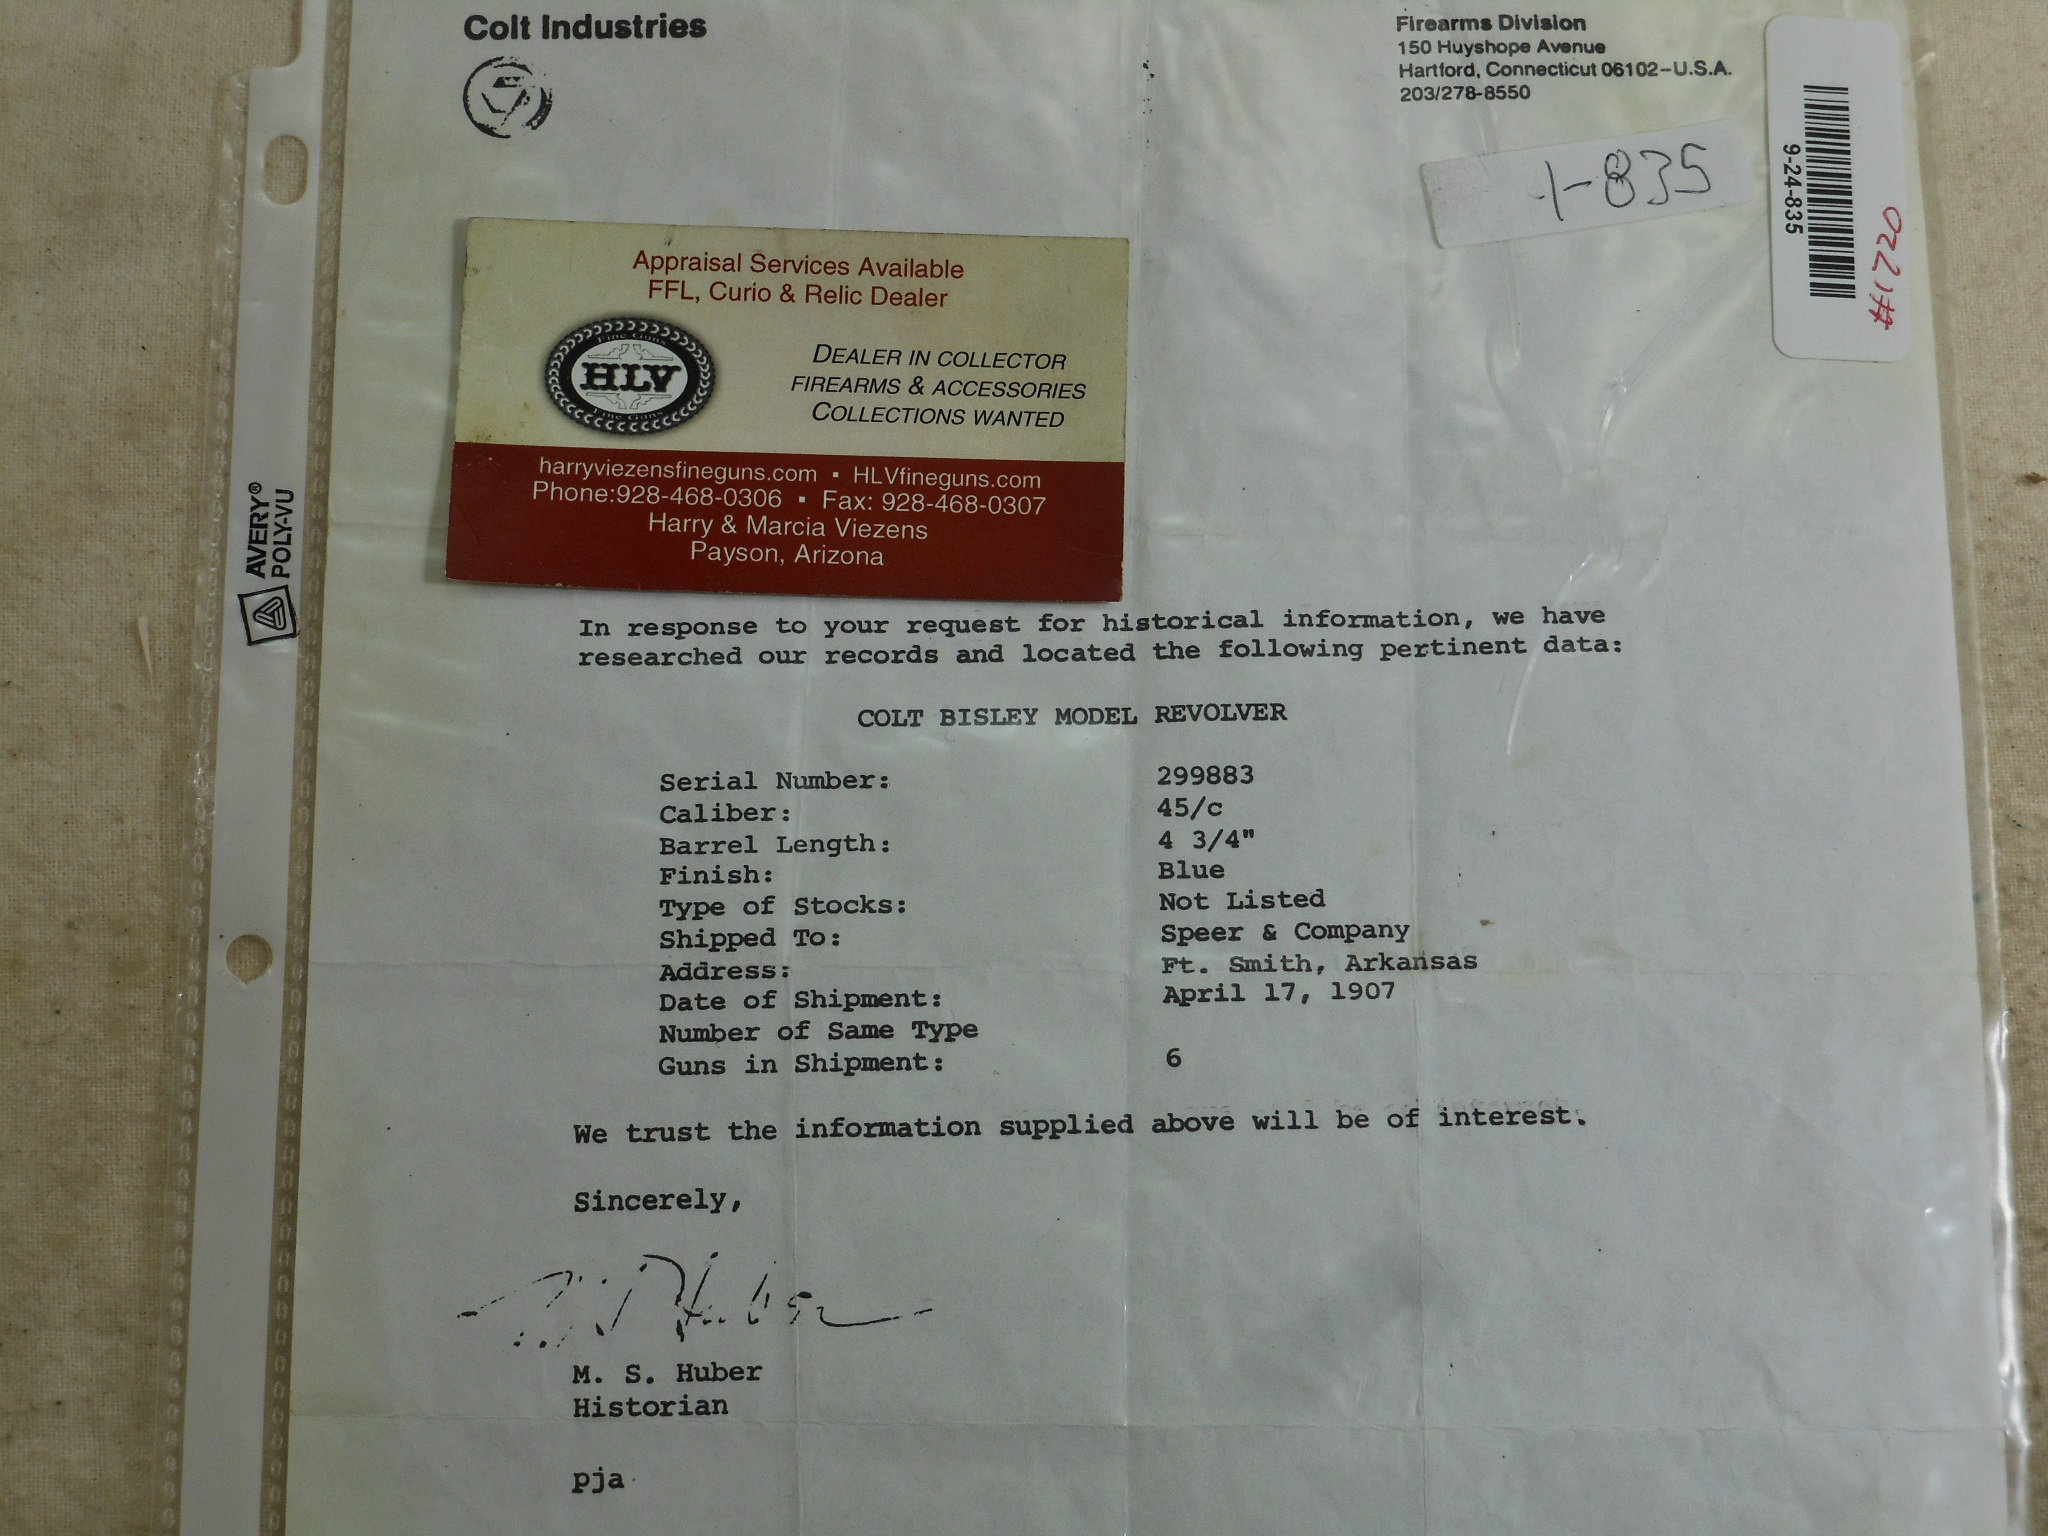 Colt Industries
Firearms Division
150 Huyshope Avenue
Hartford, Connecticut 06102-U.S.A.
203/278-8550
1-835
9-24-835
#1720
Appraisal Services Available
FFL, Curio & Relic Dealer
Fine Guns
HLV
Fine Guns
DEALER IN COLLECTOR
FIREARMS & ACCESSORIES
COLLECTIONS WANTED
harryviezensfineguns.com ▪ HLVfineguns.com
Phone:928-468-0306 ▪ Fax: 928-468-0307
Harry & Marcia Viezens
Payson, Arizona
AVERY®
POLY-VU
In response to your request for historical information, we have
researched our records and located the following pertinent data:
COLT BISLEY MODEL REVOLVER
Serial Number: 299883
Caliber: 45/c
Barrel Length: 4 3/4"
Finish: Blue
Type of Stocks: Not Listed
Shipped To: Speer & Company
Address: Ft. Smith, Arkansas
Date of Shipment: April 17, 1907
Number of Same Type
Guns in Shipment: 6
We trust the information supplied above will be of interest.
Sincerely,
M. S. Huber
Historian
pja